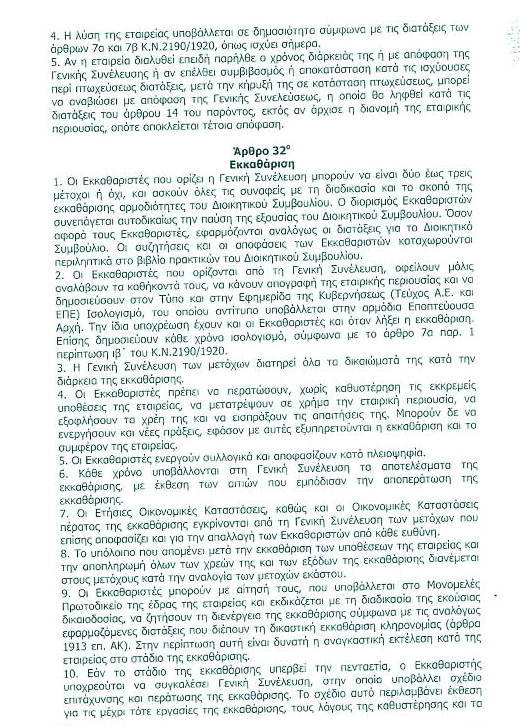 4. Η λύση της εταιρείας υποβάλλεται σε δημοσιότητα σύμφωνα με τις διατάξεις των
άρθρων 7α και 7β Κ.Ν.2190/1920, όπως ισχύει σήμερα.
5. Αν η εταιρεία διαλυθεί επειδή παρήλθε ο χρόνος διάρκειάς της ή με απόφαση της
Γενικής Συνέλευσης ή αν επέλθει συμβιβασμός ή αποκατάσταση κατά τις ισχύουσες
περί πτωχεύσεως διατάξεις, μετά την κήρυξή της σε κατάσταση πτωχεύσεως, μπορεί
να αναβιώσει με απόφαση της Γενικής Συνελεύσεως, η οποία θα ληφθεί κατά τις
διατάξεις του άρθρου 14 του παρόντος, εκτός αν άρχισε η διανομή της εταιρικής
περιουσίας, οπότε αποκλείεται τέτοια απόφαση.
Άρθρο 32°
Εκκαθάριση
1. Οι Εκκαθαριστές που ορίζει η Γενική Συνέλευση μπορούν να είναι δύο έως τρεις
μέτοχοι ή όχι, και ασκούν όλες τις συναφείς με τη διαδικασία και το σκοπό της
εκκαθάρισης αρμοδιότητες του Διοικητικού Συμβουλίου. Ο διορισμός Εκκαθαριστών
συνεπάγεται αυτοδικαίως την παύση της εξουσίας του Διοικητικού Συμβουλίου. Όσον
αφορά τους Εκκαθαριστές, εφαρμόζονται αναλόγως οι διατάξεις για το Διοικητικό
Συμβούλιο. Οι συζητήσεις και οι αποφάσεις των Εκκαθαριστών καταχωρούνται
περιληπτικά στο βιβλίο πρακτικών του Διοικητικού Συμβουλίου.
2. Οι Εκκαθαριστές που ορίζονται από τη Γενική Συνέλευση, οφείλουν μόλις
αναλάβουν τα καθήκοντά τους, να κάνουν απογραφή της εταιρικής περιουσίας και να
δημοσιεύσουν στον Τύπο και στην Εφημερίδα της Κυβερνήσεως (Τεύχος Α.Ε. και
ΕΠΕ) Ισολογισμό, του οποίου αντίτυπο υποβάλλεται στην αρμόδια Εποπτεύουσα
Αρχή. Την ίδια υποχρέωση έχουν και οι Εκκαθαριστές και όταν λήξει η εκκαθάριση.
Επίσης δημοσιεύουν κάθε χρόνο ισολογισμό, σύμφωνα με το άρθρο 7α παρ. 1
περίπτωση ιβ΄ του Κ.Ν.2190/1920.
3. Η Γενική Συνέλευση των μετόχων διατηρεί όλα τα δικαιώματά της κατά την
διάρκεια της εκκαθάρισης.
4. Οι Εκκαθαριστές πρέπει να περατώσουν, χωρίς καθυστέρηση τις εκκρεμείς
υποθέσεις της εταιρείας, να μετατρέψουν σε χρήμα την εταιρική περιουσία, να
εξοφλήσουν τα χρέη της και να εισπράξουν τις απαιτήσεις της. Μπορούν δε να
ενεργήσουν και νέες πράξεις, εφόσον με αυτές εξυπηρετούνται η εκκαθάριση και το
συμφέρον της εταιρείας.
5. Οι Εκκαθαριστές ενεργούν συλλογικά και αποφασίζουν κατά πλειοψηφία.
6. Κάθε χρόνο υποβάλλονται στη Γενική Συνέλευση τα αποτελέσματα της
εκκαθάρισης, με έκθεση των αιτιών που εμπόδισαν την αποπεράτωση της
εκκαθάρισης.
7. Οι Ετήσιες Οικονομικές Καταστάσεις, καθώς και οι Οικονομικές Καταστάσεις
πέρατος της εκκαθάρισης εγκρίνονται από τη Γενική Συνέλευση των μετόχων που
επίσης αποφασίζει και για την απαλλαγή των Εκκαθαριστών από κάθε ευθύνη.
8. Το υπόλοιπο που απομένει μετά την εκκαθάριση των υποθέσεων της εταιρείας και
την αποπληρωμή όλων των χρεών της και των εξόδων της εκκαθάρισης διανέμεται
στους μετόχους κατά την αναλογία των μετοχών εκάστου.
9. Οι Εκκαθαριστές μπορούν με αίτησή τους, που υποβάλλεται στο Μονομελές
Πρωτοδικείο της έδρας της εταιρείας και εκδικάζεται με τη διαδικασία της εκούσιας
δικαιοδοσίας, να ζητήσουν τη διενέργεια της εκκαθάρισης σύμφωνα με τις αναλόγως
εφαρμοζόμενες διατάξεις που διέπουν τη δικαστική εκκαθάριση κληρονομίας (άρθρα
1913 επ. ΑΚ). Στην περίπτωση αυτή είναι δυνατή η αναγκαστική εκτέλεση κατά της
εταιρείας στο στάδιο της εκκαθάρισης.
10. Εάν το στάδιο της εκκαθάρισης υπερβεί την πενταετία, ο Εκκαθαριστής
υποχρεούται να συγκαλέσει Γενική Συνέλευση, στην οποία υποβάλλει σχέδιο
επιτάχυνσης και περάτωσης της εκκαθάρισης. Το σχέδιο αυτό περιλαμβάνει έκθεση
για τις μέχρι τότε εργασίες της εκκαθάρισης, τους λόγους της καθυστέρησης και τα